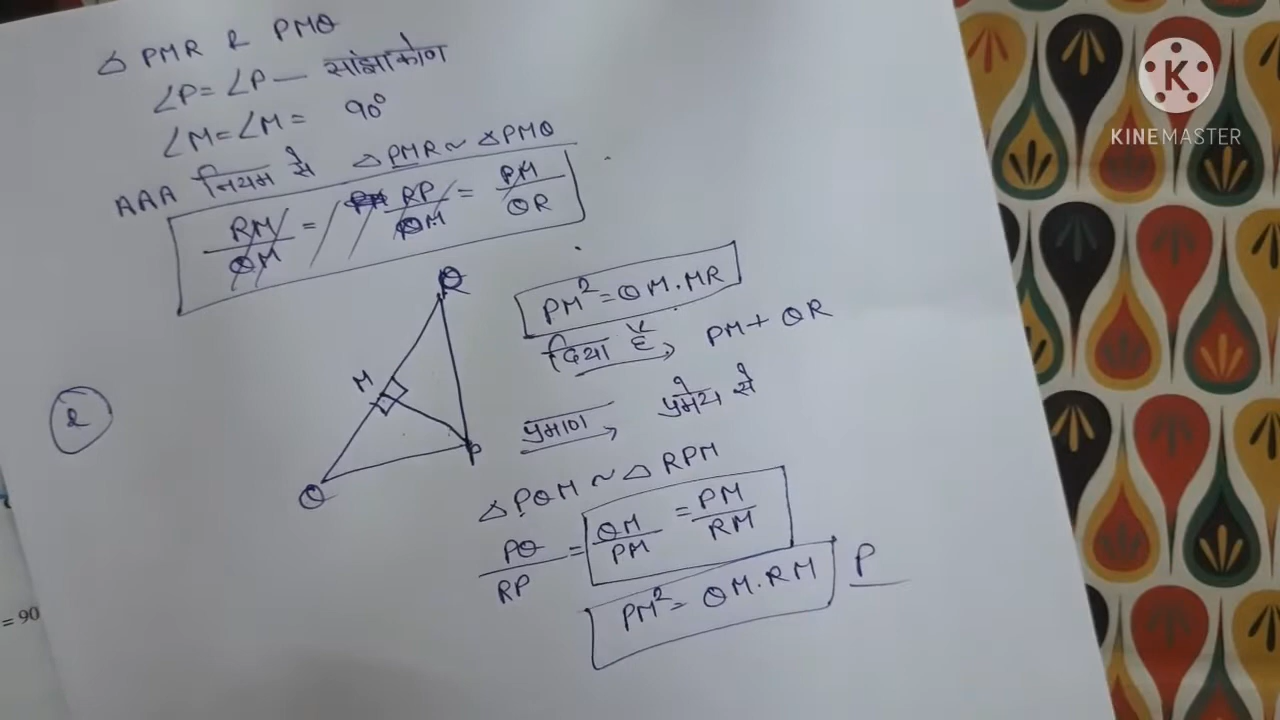 △ PMR & PMQ
∠P = ∠P — सांझाकोण
∠M = ∠M = 90°
AAA नियम से △PMR ~ △PMQ
RM/QM = RP/QM = PM/QR
R
M
Q
P
2
PM² = QM.MR
दिया है → PM + QR
प्रमाण → प्रमेय से
△PQM ~ △RPM
PQ/RP = QM/PM = PM/RM
PM² = QM.RM P
= 90
K
KINEMASTER